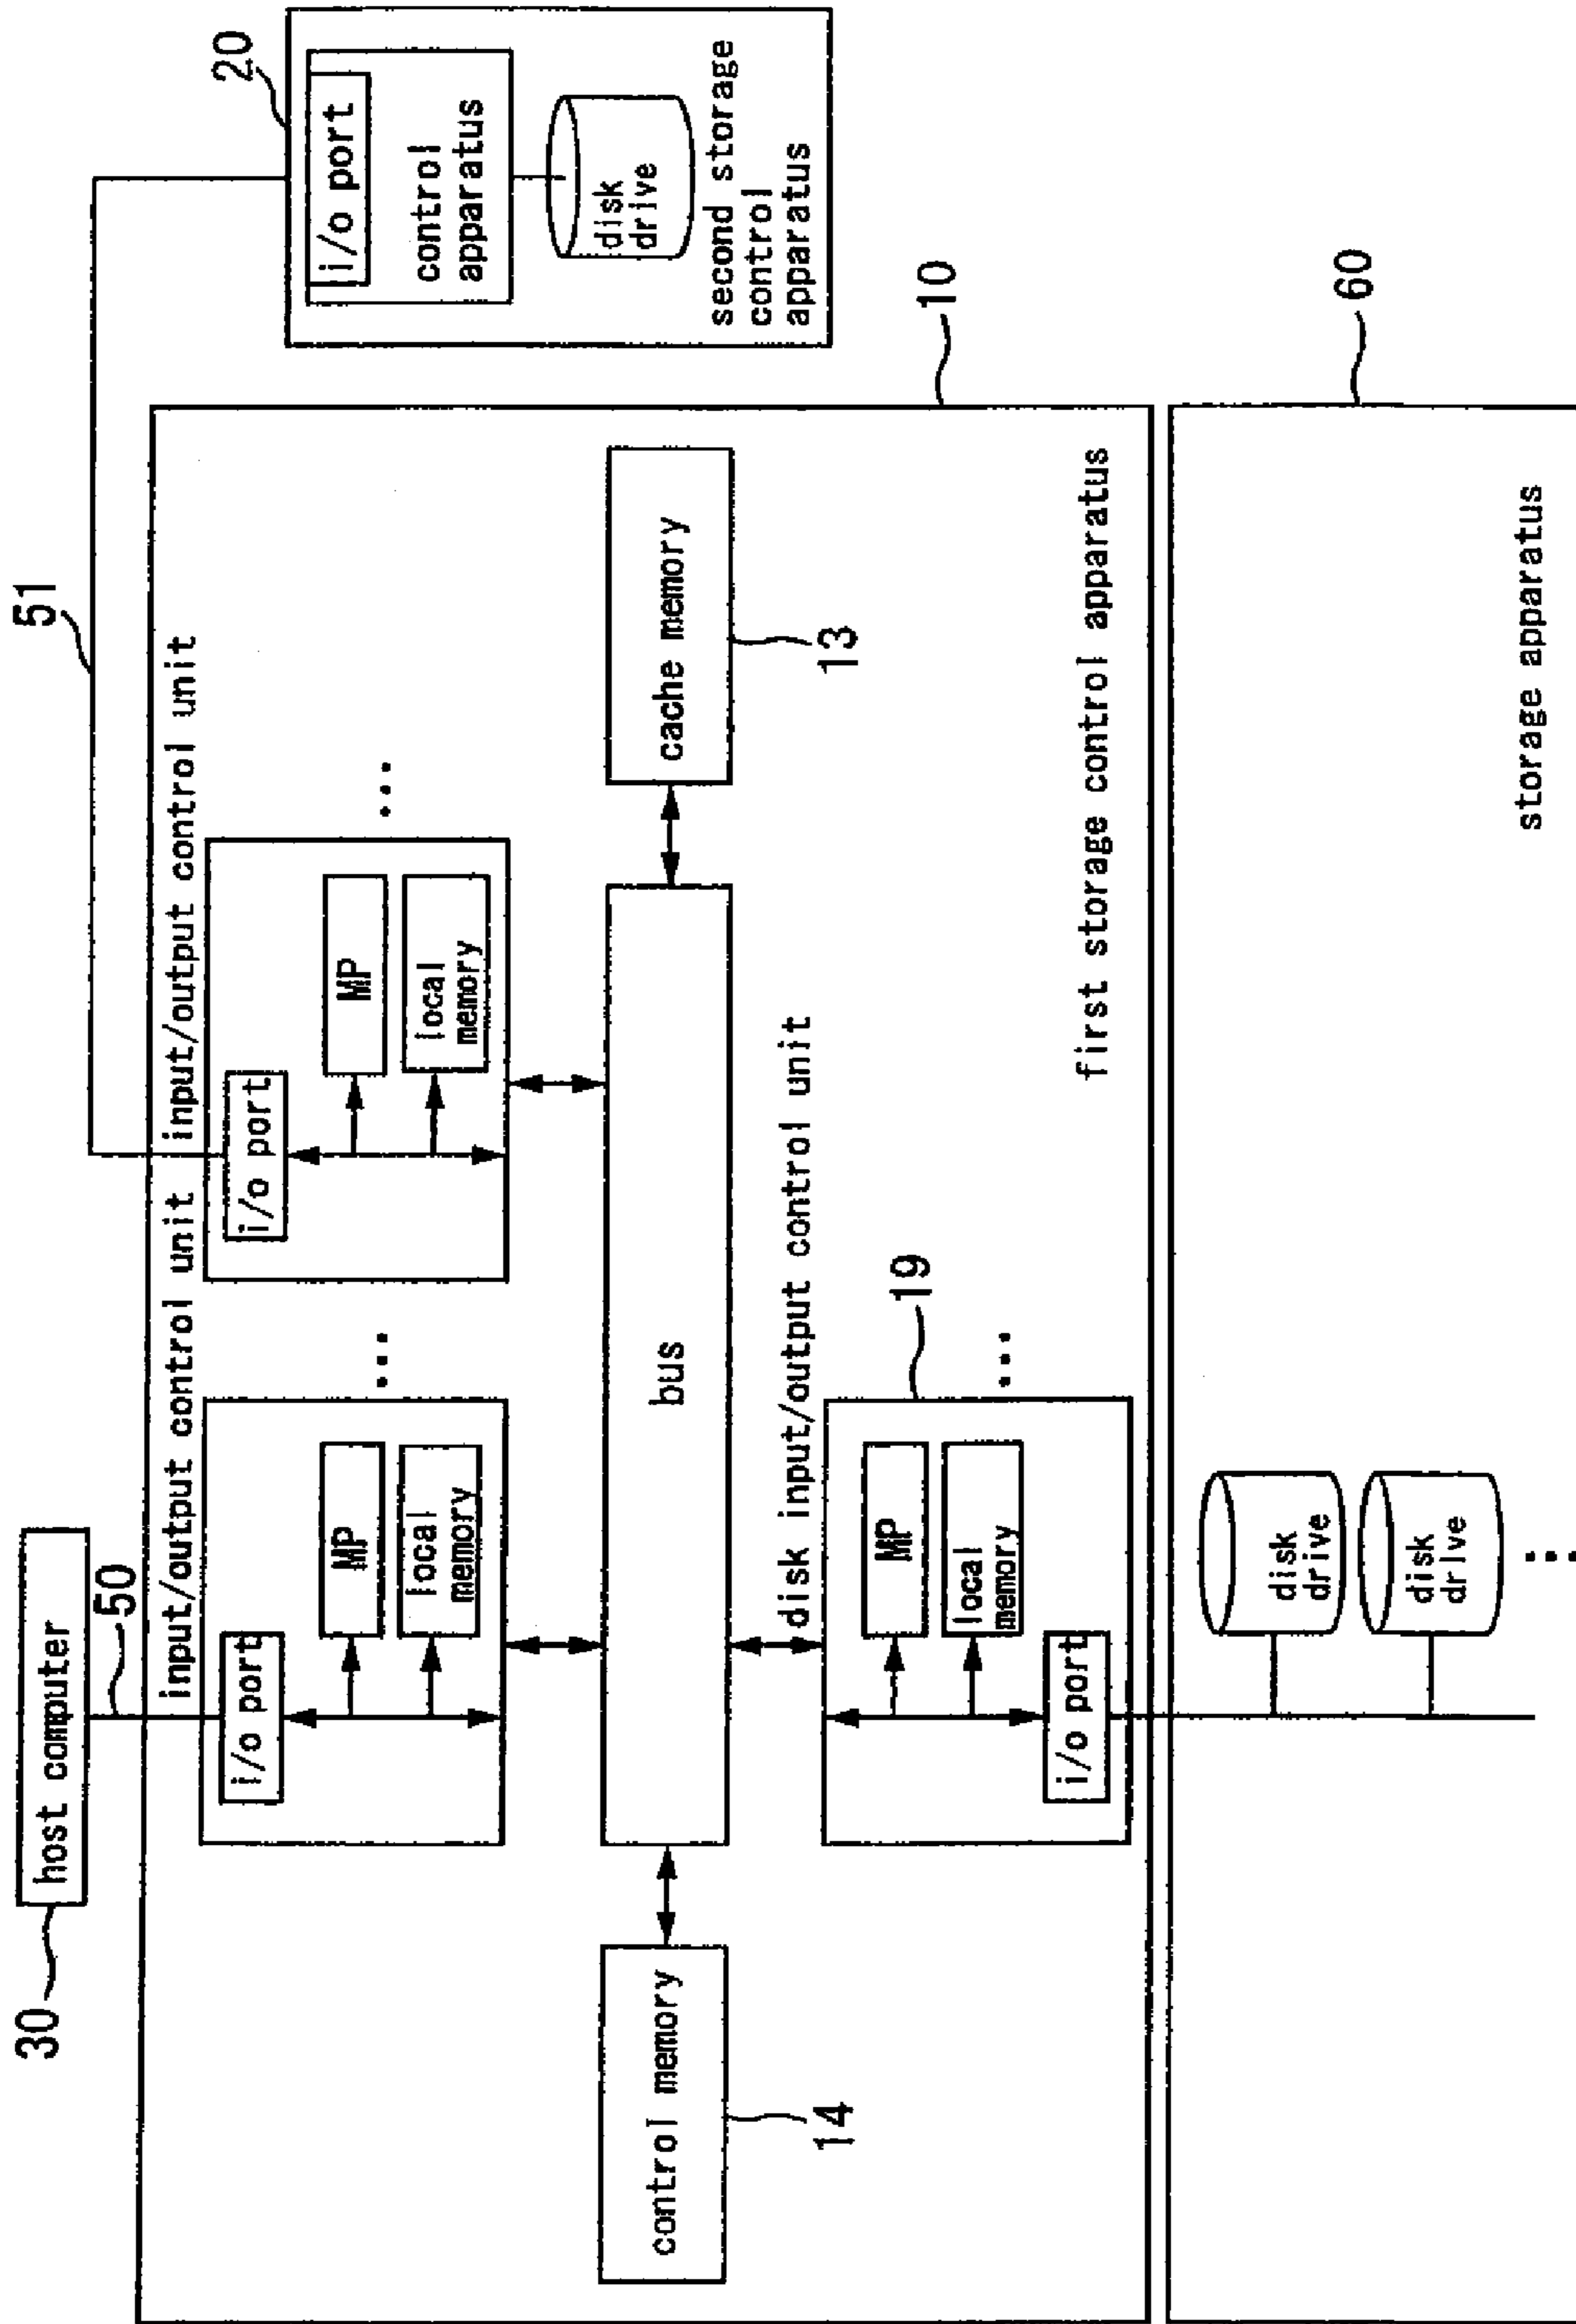 30
host computer
50
51
20
i/o port
control
apparatus
disk
drive
second storage
control
apparatus
input/output control unit
input/output control unit
i/o port
MP
local
memory
...
i/o port
MP
local
memory
...
control memory
14
bus
cache memory
13
disk input/output control unit
19
MP
local
memory
i/o port
...
10
first storage control apparatus
60
disk
drive
disk
drive
...
storage apparatus